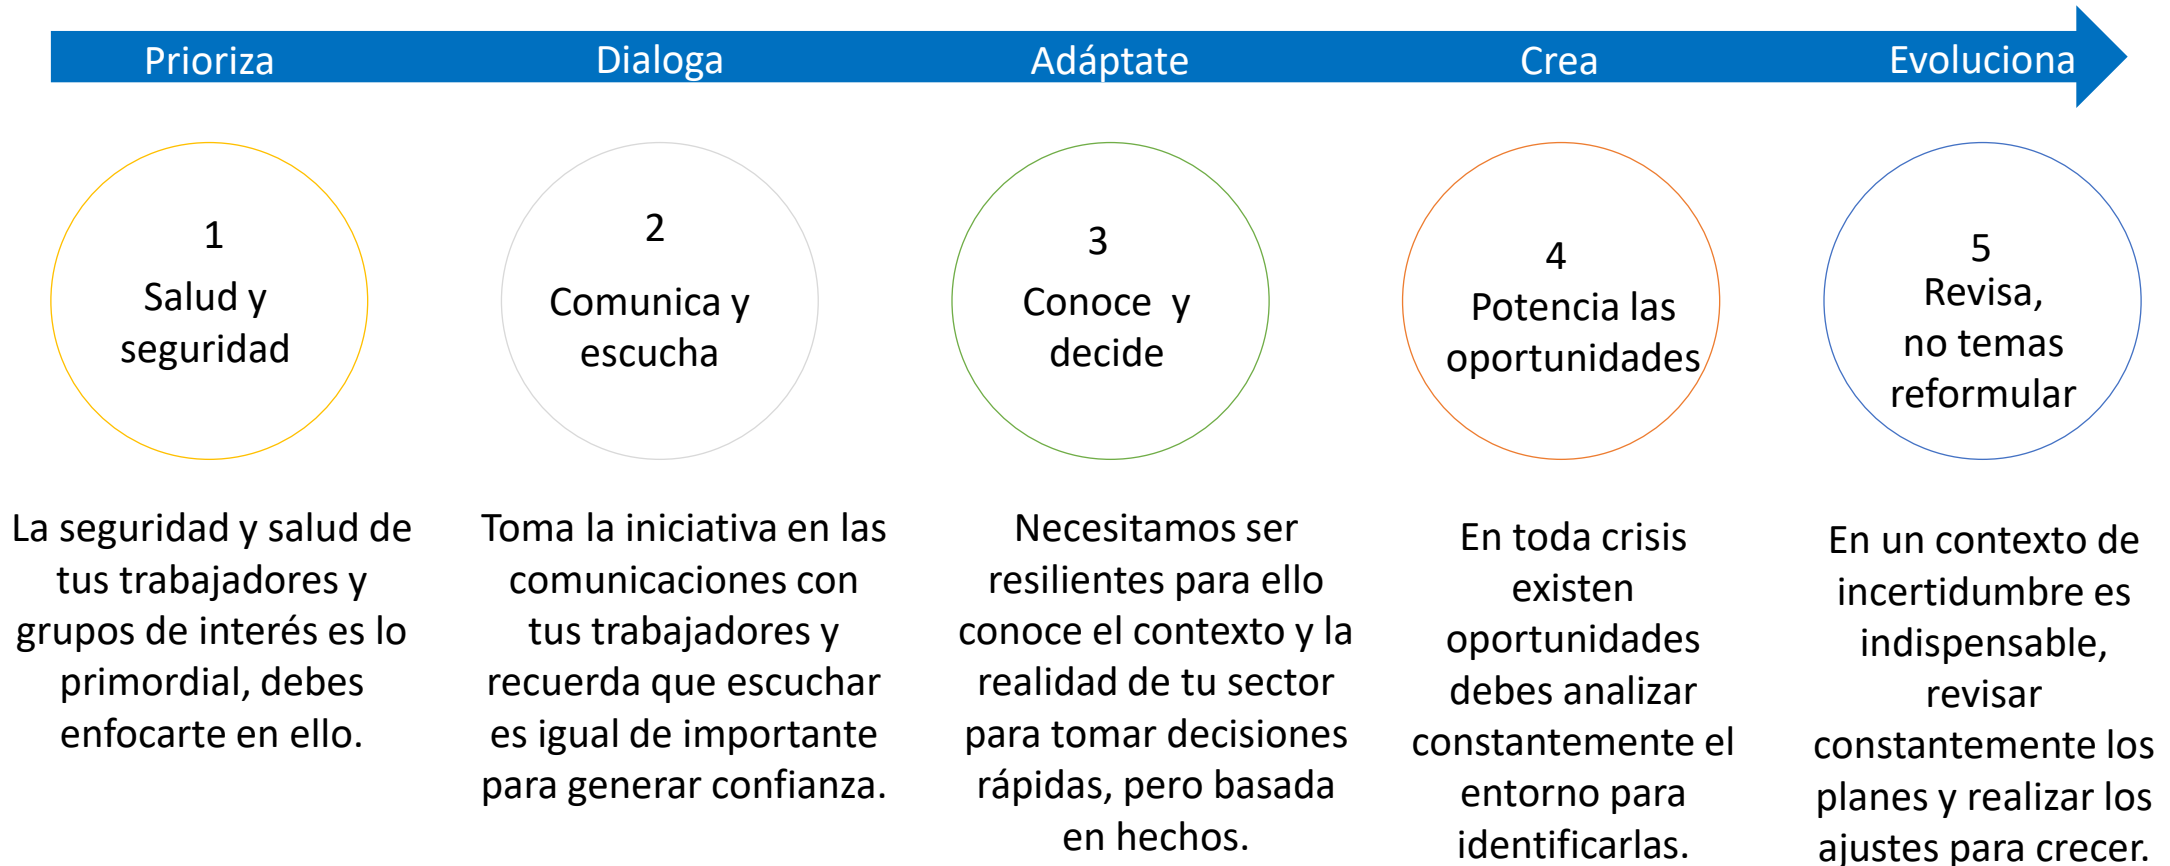 Prioriza
Dialoga
Adáptate
Crea
Evoluciona
1
Salud y
seguridad
2
Comunica y
escucha
3
Conoce y
decide
4
Potencia las
oportunidades
5
Revisa,
no temas
reformular
La seguridad y salud de
tus trabajadores y
grupos de interés es lo
primordial, debes
enfocarte en ello.
Toma la iniciativa en las
comunicaciones con
tus trabajadores y
recuerda que escuchar
es igual de importante
para generar confianza.
Necesitamos ser
resilientes para ello
conoce el contexto y la
realidad de tu sector
para tomar decisiones
rápidas, pero basada
en hechos.
En toda crisis
existen
oportunidades
debes analizar
constantemente el
entorno para
identificarlas.
En un contexto de
incertidumbre es
indispensable,
revisar
constantemente los
planes y realizar los
ajustes para crecer.